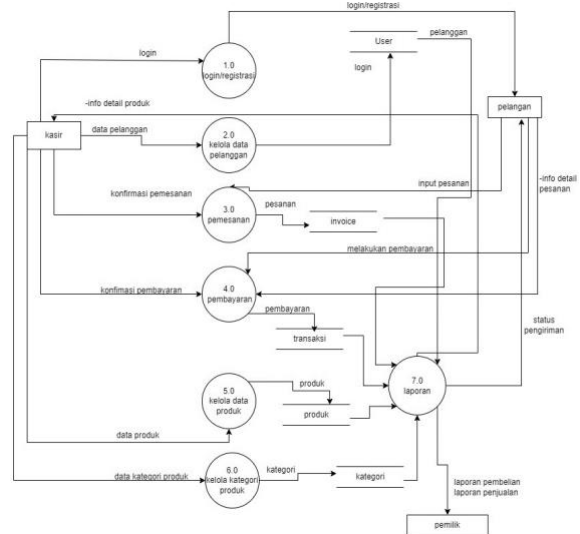 login/registrasi
pelanggan
User
login
1.0
login/registrasi
login
pelangan
-info detail produk
kasir
data pelanggan
2.0
kelola data
pelanggan
input pesanan
-info detail
pesanan
konfirmasi pemesanan
3.0
pemesanan
pesanan
invoice
melakukan pembayaran
konfimasi pembayaran
4.0
pembayaran
pembayaran
transaksi
status
pengiriman
7.0
laporan
5.0
kelola data
produk
produk
produk
data produk
6.0
kelola kategori
produk
data kategori produk
kategori
kategori
laporan pembelian
laporan penjualan
pemilik